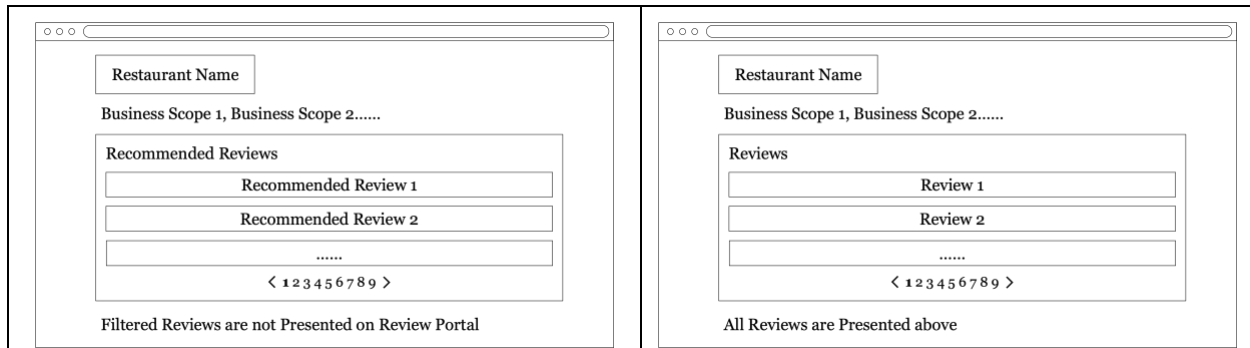 Restaurant Name
Business Scope 1, Business Scope 2......
Recommended Reviews
Recommended Review 1
Recommended Review 2
......
< 1 2 3 4 5 6 7 8 9 >
Filtered Reviews are not Presented on Review Portal
Restaurant Name
Business Scope 1, Business Scope 2......
Reviews
Review 1
Review 2
......
< 1 2 3 4 5 6 7 8 9 >
All Reviews are Presented above